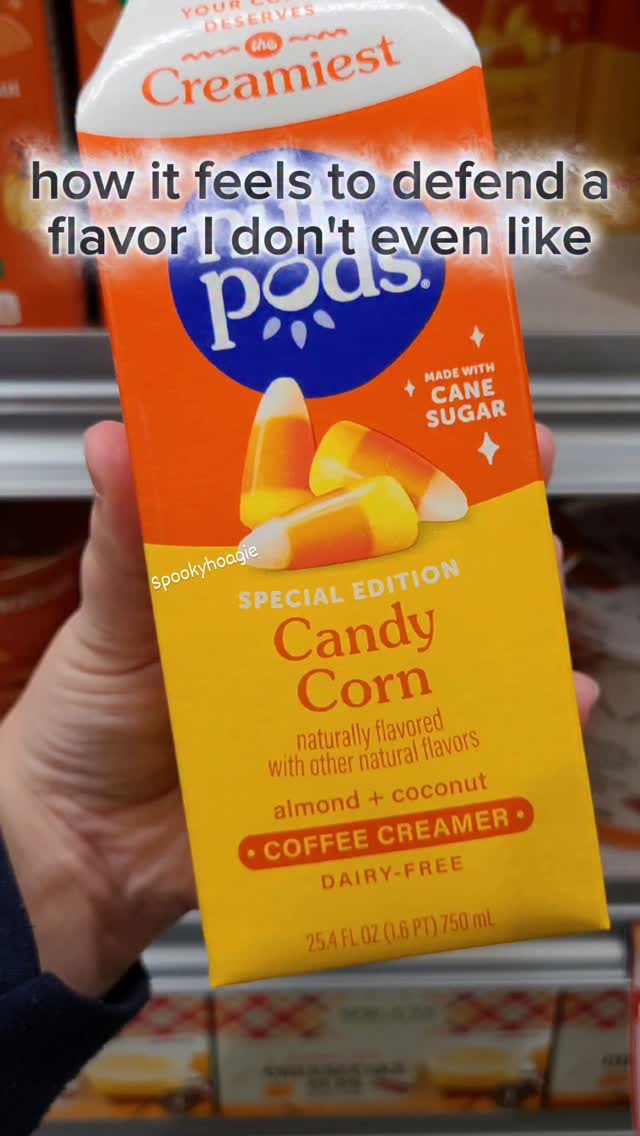 YOUR CUP
DESERVES
the
Creamiest
how it feels to defend a
flavor I don't even like
nut
pods.
MADE WITH
CANE
SUGAR
spookyhoagie
SPECIAL EDITION
Candy
Corn
naturally flavored
with other natural flavors
almond + coconut
• COFFEE CREAMER •
DAIRY-FREE
25.4 FL OZ (1.6 PT) 750 mL